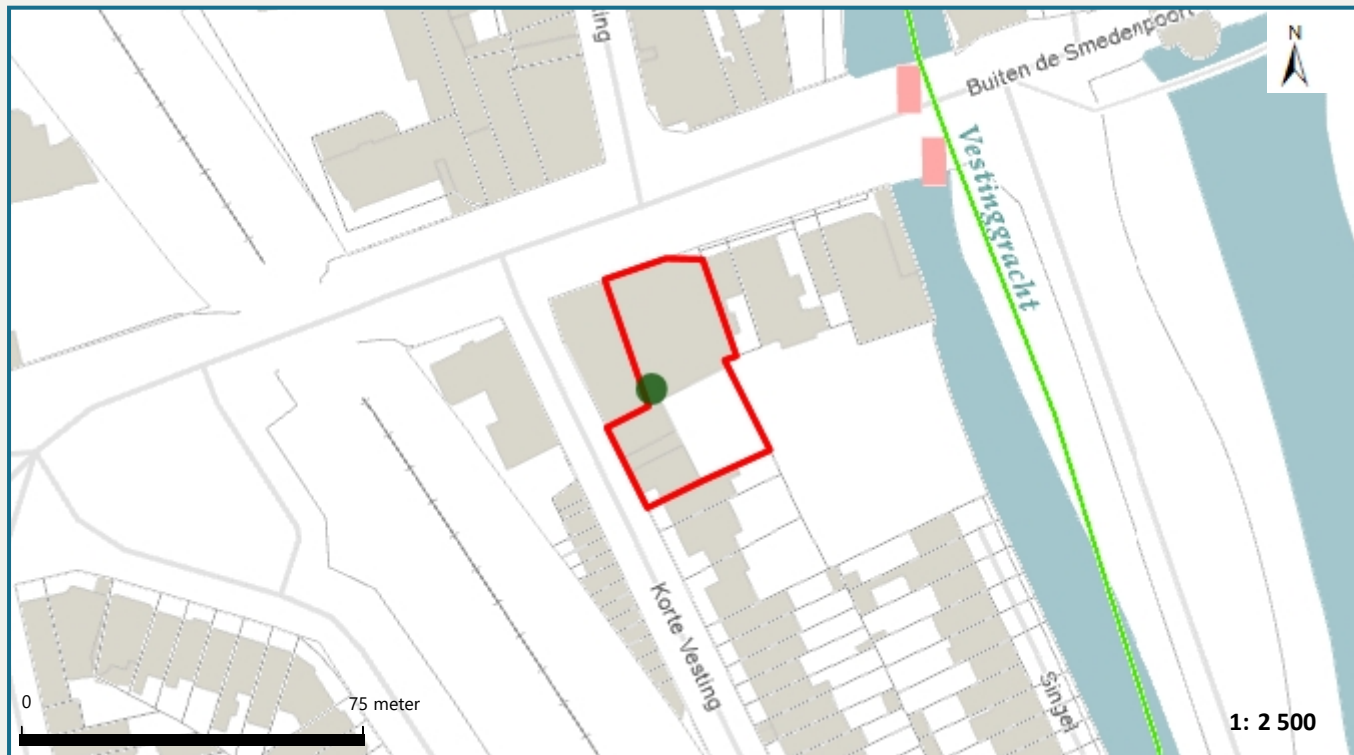 N
Buiten de Smedenpoort
Vestinggracht
Korte Vesting
Singel
0
75 meter
1: 2 500